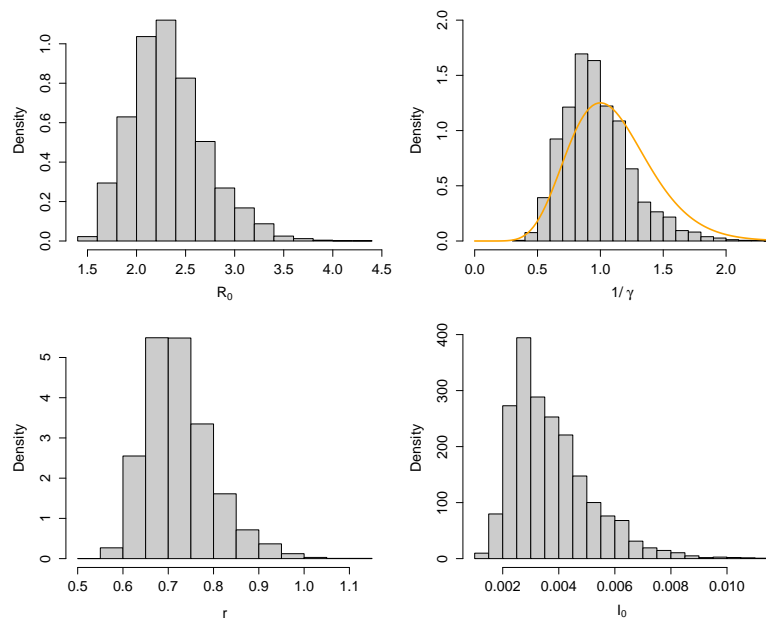 Density
0.0 0.2 0.4 0.6 0.8 1.0
1.5 2.0 2.5 3.0 3.5 4.0 4.5
R₀
Density
0.0 0.5 1.0 1.5 2.0
0.0 0.5 1.0 1.5 2.0
1/ γ
Density
0 1 2 3 4 5
0.5 0.6 0.7 0.8 0.9 1.0 1.1
r
Density
0 100 200 300 400
0.002 0.004 0.006 0.008 0.010
I₀